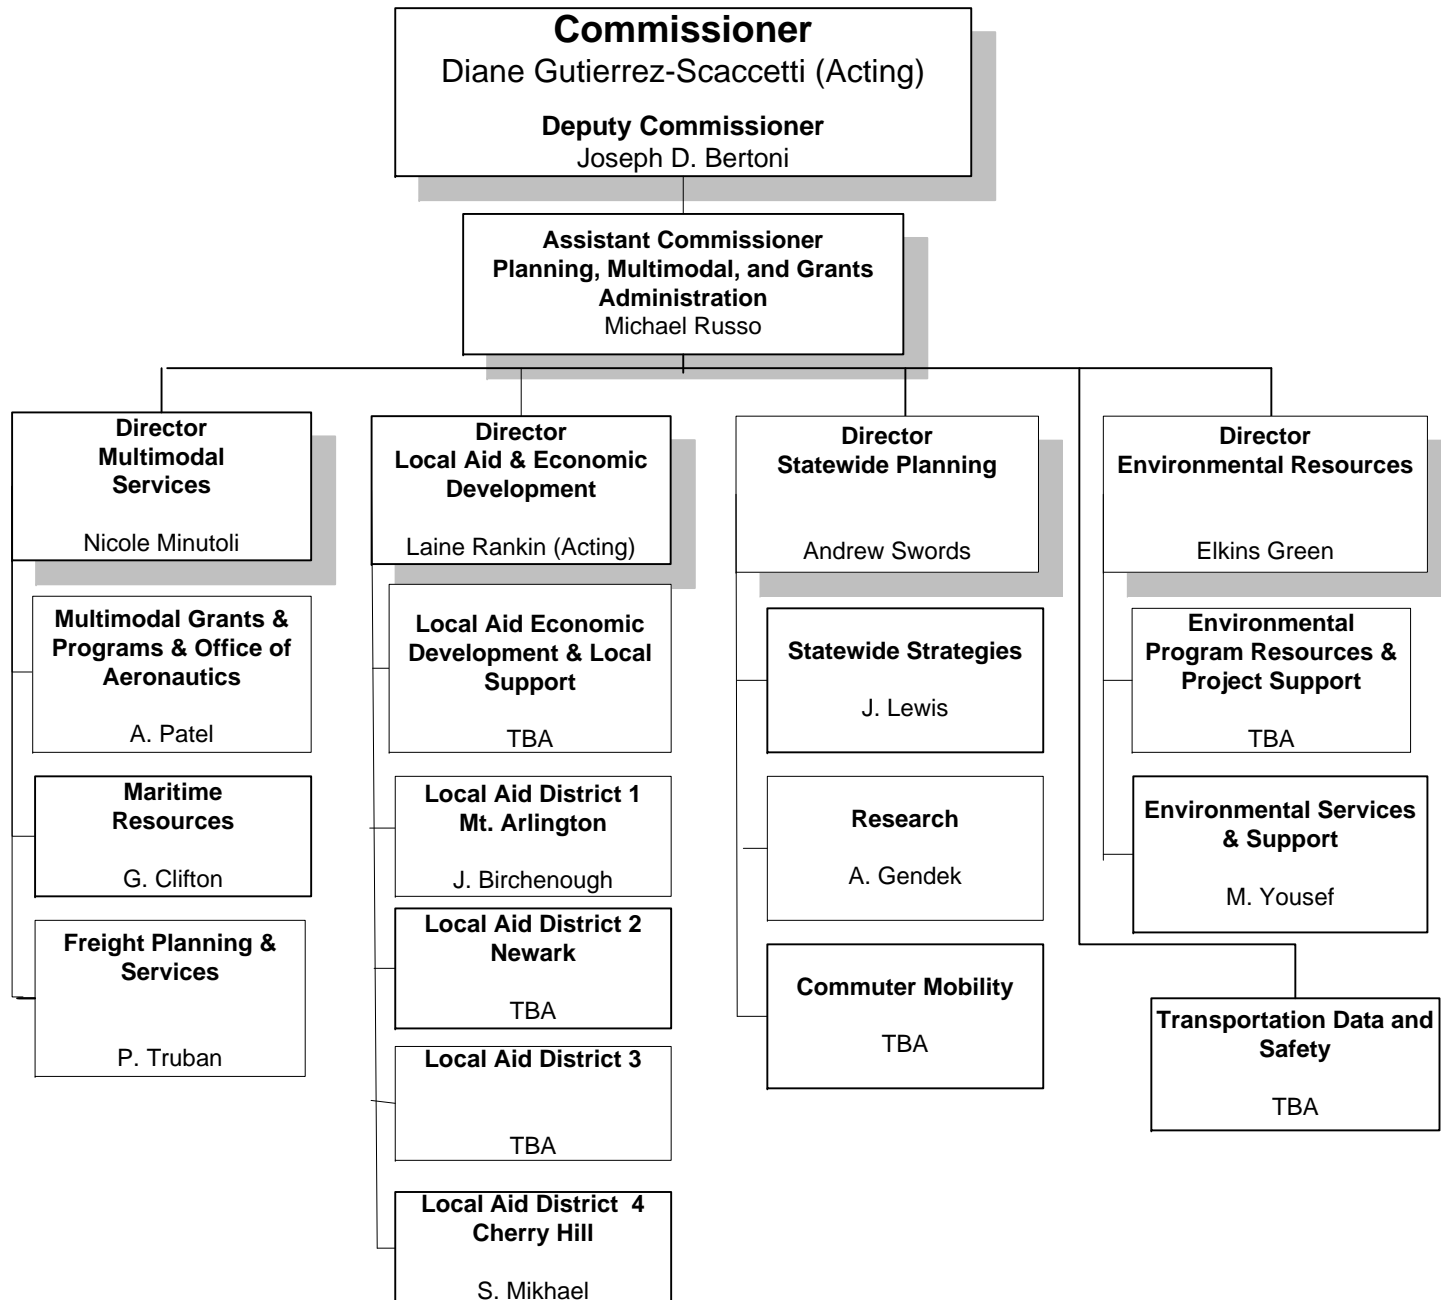 Commissioner
Diane Gutierrez-Scaccetti (Acting)
Deputy Commissioner
Joseph D. Bertoni
Assistant Commissioner
Planning, Multimodal, and Grants
Administration
Michael Russo
Director
Multimodal
Services
Nicole Minutoli
Multimodal Grants &
Programs & Office of
Aeronautics
A. Patel
Maritime
Resources
G. Clifton
Freight Planning &
Services
P. Truban
Director
Local Aid & Economic
Development
Laine Rankin (Acting)
Local Aid Economic
Development & Local
Support
TBA
Local Aid District 1
Mt. Arlington
J. Birchenough
Local Aid District 2
Newark
TBA
Local Aid District 3
TBA
Local Aid District  4
Cherry Hill
S. Mikhael
Director
Statewide Planning
Andrew Swords
Statewide Strategies
J. Lewis
Research
A. Gendek
Commuter Mobility
TBA
Director
Environmental Resources
Elkins Green
Environmental
Program Resources &
Project Support
TBA
Environmental Services
& Support
M. Yousef
Transportation Data and
Safety
TBA